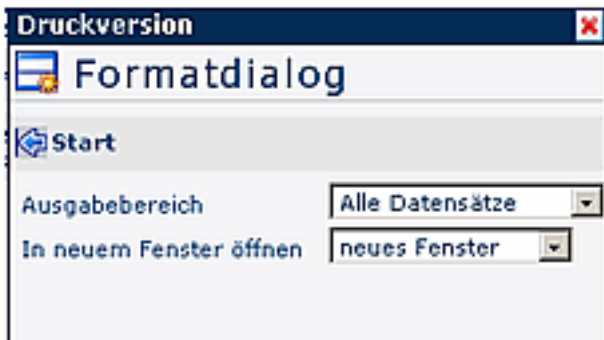 Druckversion
Formatdialog
Start
Ausgabebereich Alle Datensätze
In neuem Fenster öffnen neues Fenster